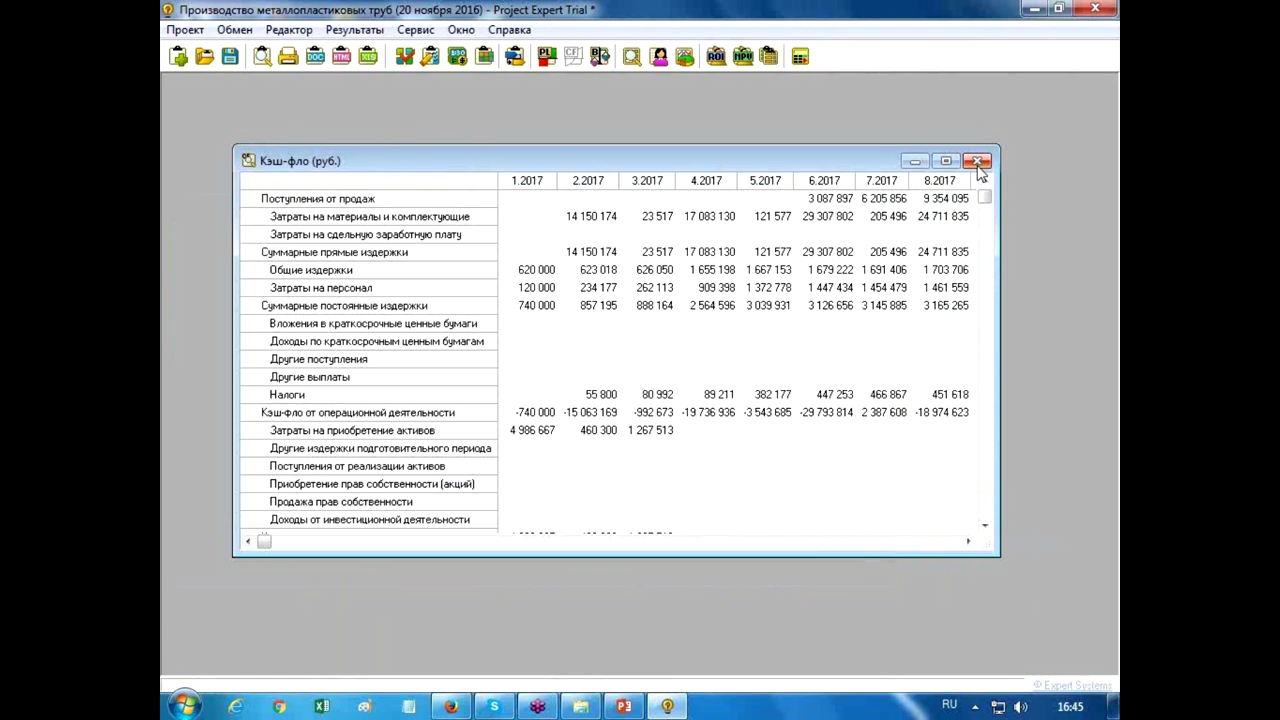 Производство металлопластиковых труб (20 ноября 2016) - Project Expert Trial *
Проект Обмен Редактор Результаты Сервис Окно Справка
DOC HTML XLS PL CF B ROI NPV
Кэш-фло (руб.)
1.2017 2.2017 3.2017 4.2017 5.2017 6.2017 7.2017 8.2017
Поступления от продаж 3 087 897 6 205 856 9 354 095
Затраты на материалы и комплектующие 14 150 174 23 517 17 083 130 121 577 29 307 802 205 496 24 711 835
Затраты на сдельную заработную плату
Суммарные прямые издержки 14 150 174 23 517 17 083 130 121 577 29 307 802 205 496 24 711 835
Общие издержки 620 000 623 018 626 050 1 655 198 1 667 153 1 679 222 1 691 406 1 703 706
Затраты на персонал 120 000 234 177 262 113 909 398 1 372 778 1 447 434 1 454 479 1 461 559
Суммарные постоянные издержки 740 000 857 195 888 164 2 564 596 3 039 931 3 126 656 3 145 885 3 165 265
Вложения в краткосрочные ценные бумаги
Доходы по краткосрочным ценным бумагам
Другие поступления
Другие выплаты
Налоги 55 800 80 992 89 211 382 177 447 253 466 867 451 618
Кэш-фло от операционной деятельности -740 000 -15 063 169 -992 673 -19 736 936 -3 543 685 -29 793 814 2 387 608 -18 974 623
Затраты на приобретение активов 4 986 667 460 300 1 267 513
Другие издержки подготовительного периода
Поступления от реализации активов
Приобретение прав собственности (акций)
Продажа прав собственности
Доходы от инвестиционной деятельности
© Expert Systems
RU 16:45